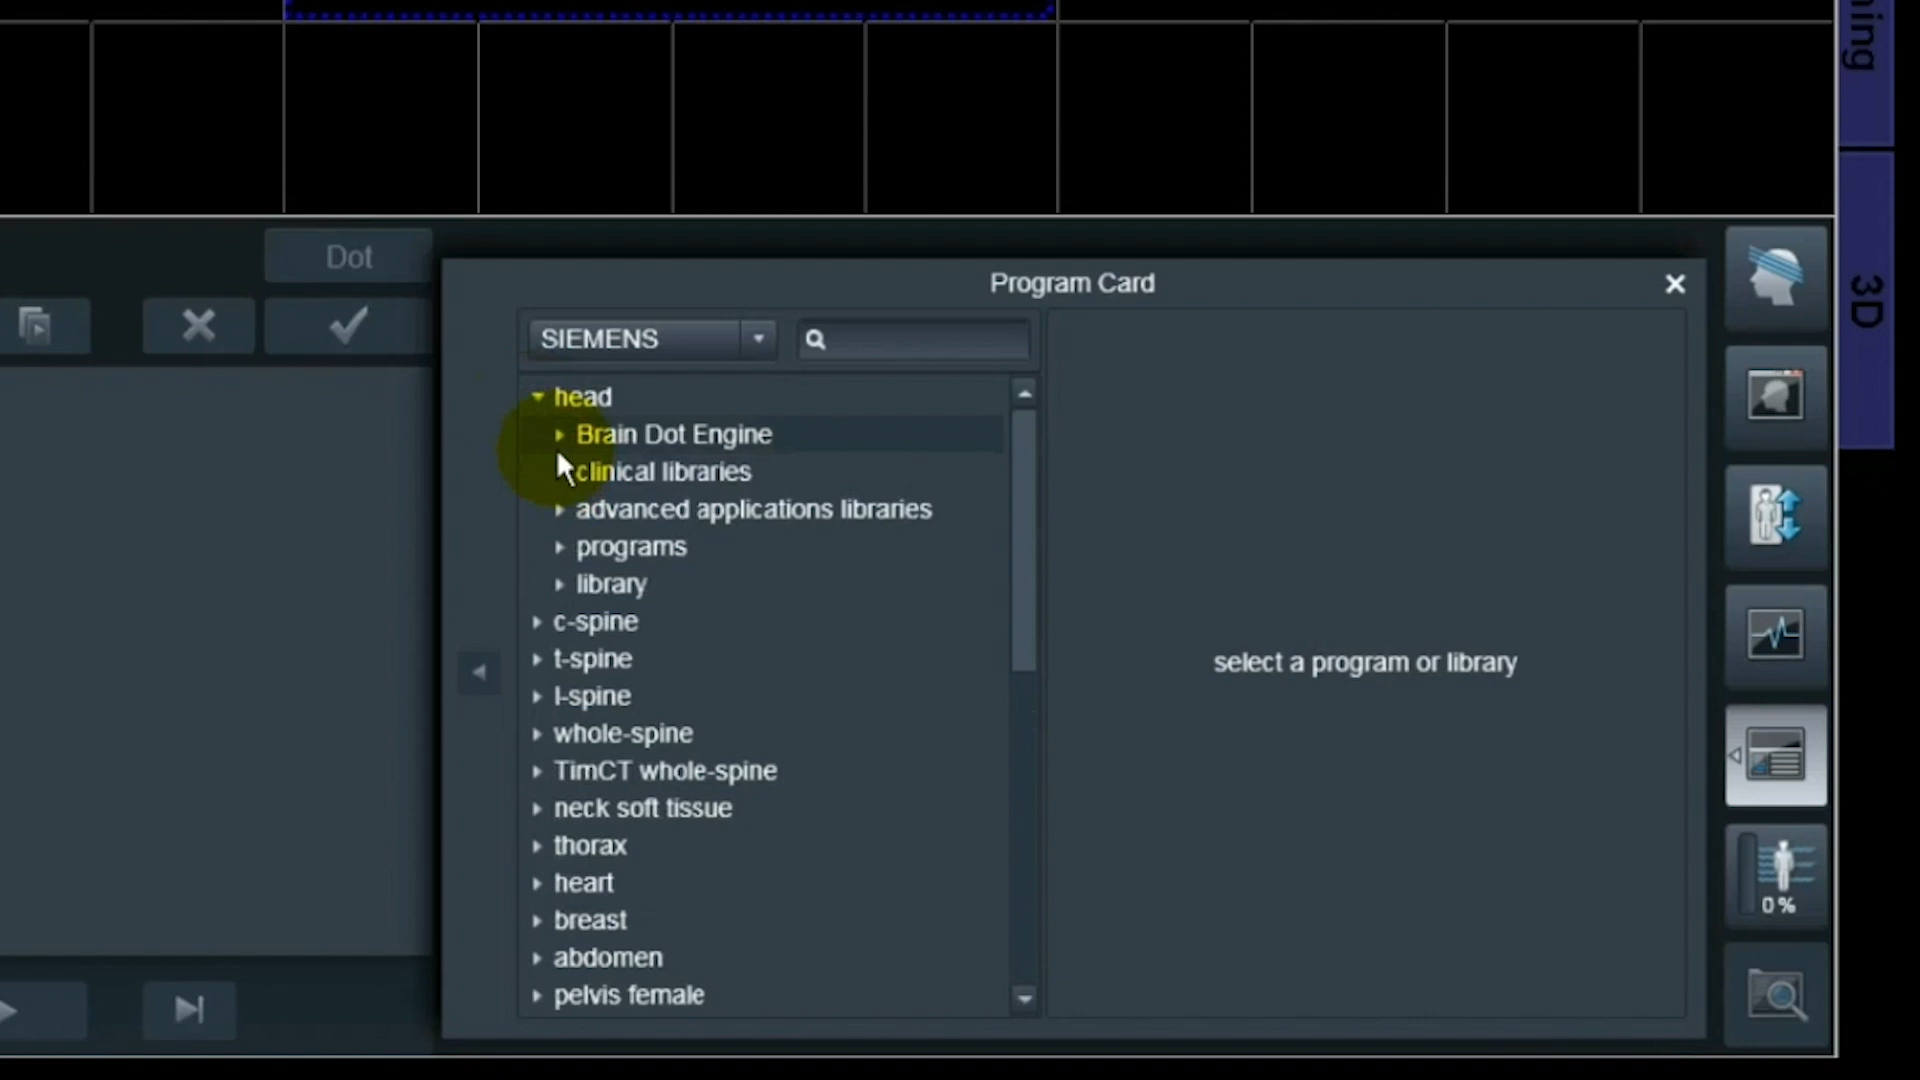 ning
Dot
Program Card
3D
SIEMENS
head
Brain Dot Engine
clinical libraries
advanced applications libraries
programs
library
c-spine
t-spine
l-spine
whole-spine
TimCT whole-spine
neck soft tissue
thorax
heart
breast
abdomen
pelvis female
select a program or library
0 %